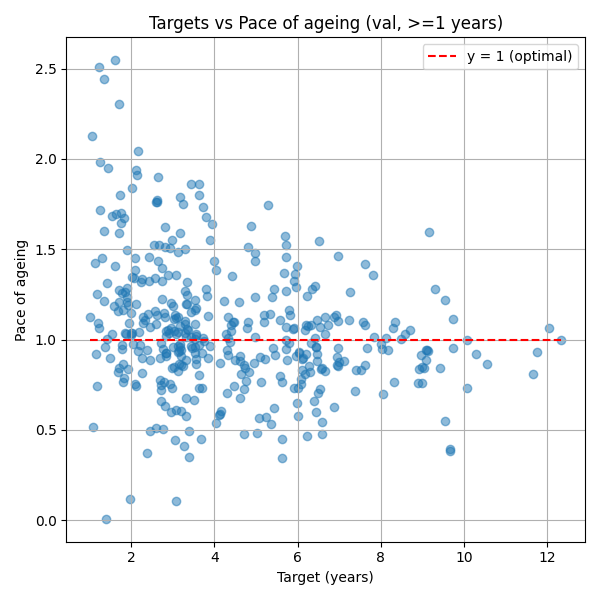 Targets vs Pace of ageing (val, >=1 years)
y = 1 (optimal)
Pace of ageing
2.5
2.0
1.5
1.0
0.5
0.0
2 4 6 8 10 12
Target (years)